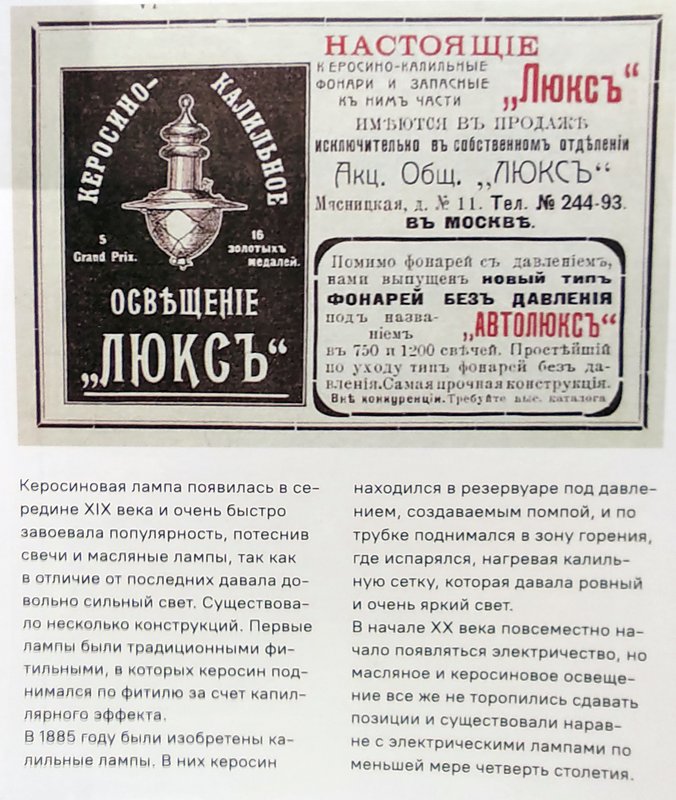 КЕРОСИНО-
КАЛИЛЬНОЕ
5
Grand Prix.
16
золотыхъ
медалей.
ОСВѢЩЕНІЕ
„ЛЮКСЪ“
НАСТОЯЩІЕ
КЕРОСИНО-КАЛИЛЬНЫЕ
ФОНАРИ И ЗАПАСНЫЕ
КЪ НИМЪ ЧАСТИ
„Люксъ“
ИМѢЮТСЯ ВЪ ПРОДАЖѢ
исключительно въ собственномъ отдѣленіи
Акц. Общ. „ЛЮКСЪ“
Мясницкая, д. № 11. Тел. № 244-93.
ВЪ МОСКВѢ.
Помимо фонарей съ давленіемъ,
нами выпущенъ новый типъ
ФОНАРЕЙ БЕЗЪ ДАВЛЕНІЯ
подъ назва-
ніемъ
„АВТОЛЮКСЪ“
въ 750 и 1200 свѣчей. Простѣйшій
по уходу типъ фонарей безъ да-
вленія. Самая прочная конструкція.
Внѣ конкуренціи. Требуйте выс. каталога
Керосиновая лампа появилась в се-
редине XIX века и очень быстро
завоевала популярность, потеснив
свечи и масляные лампы, так как
в отличие от последних давала до-
вольно сильный свет. Существова-
ло несколько конструкций. Первые
лампы были традиционными фи-
тильными, в которых керосин под-
нимался по фитилю за счет капил-
лярного эффекта.
В 1885 году были изобретены ка-
лильные лампы. В них керосин
находился в резервуаре под давле-
нием, создаваемым помпой, и по
трубке поднимался в зону горения,
где испарялся, нагревая калиль-
ную сетку, которая давала ровный
и очень яркий свет.
В начале XX века повсеместно на-
чало появляться электричество, но
масляное и керосиновое освеще-
ние все же не торопились сдавать
позиции и существовали нарав-
не с электрическими лампами по
меньшей мере четверть столетия.